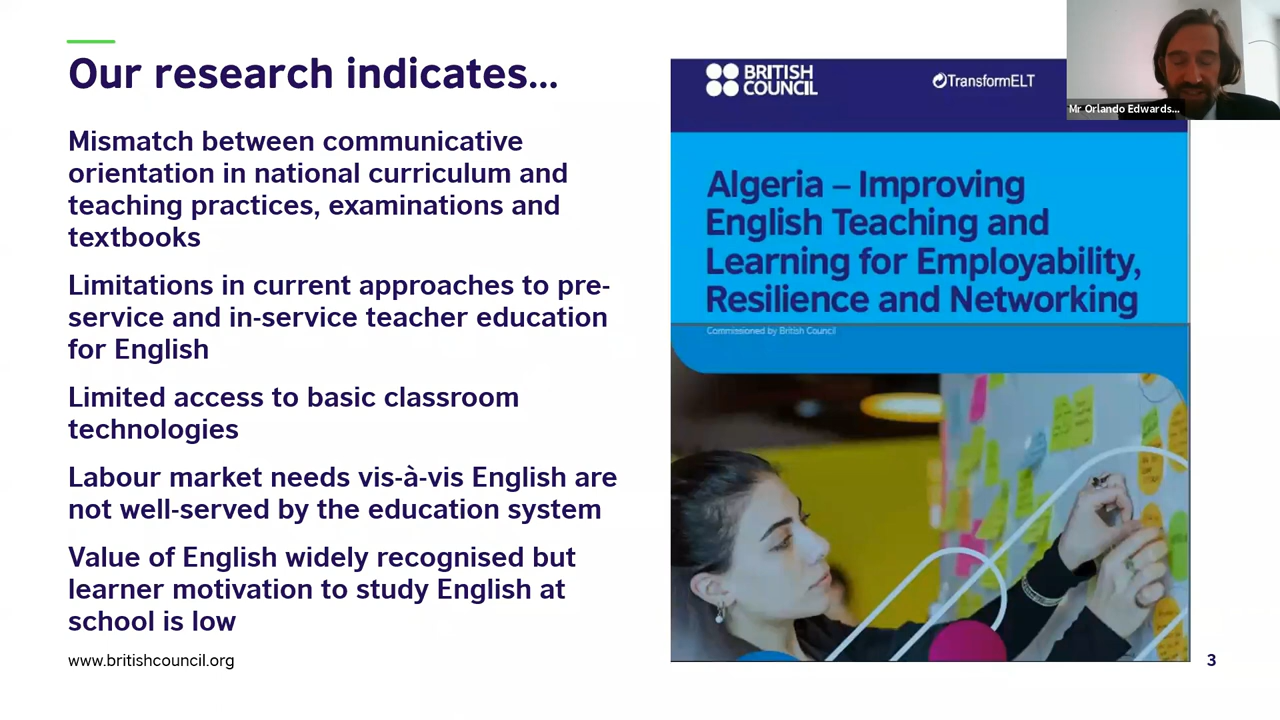 Our research indicates...
Mismatch between communicative
orientation in national curriculum and
teaching practices, examinations and
textbooks
Limitations in current approaches to pre-
service and in-service teacher education
for English
Limited access to basic classroom
technologies
Labour market needs vis-à-vis English are
not well-served by the education system
Value of English widely recognised but
learner motivation to study English at
school is low
www.britishcouncil.org
BRITISH
COUNCIL
TransformELT
Algeria – Improving
English Teaching and
Learning for Employability,
Resilience and Networking
Commissioned by British Council
Mr Orlando Edwards...
3